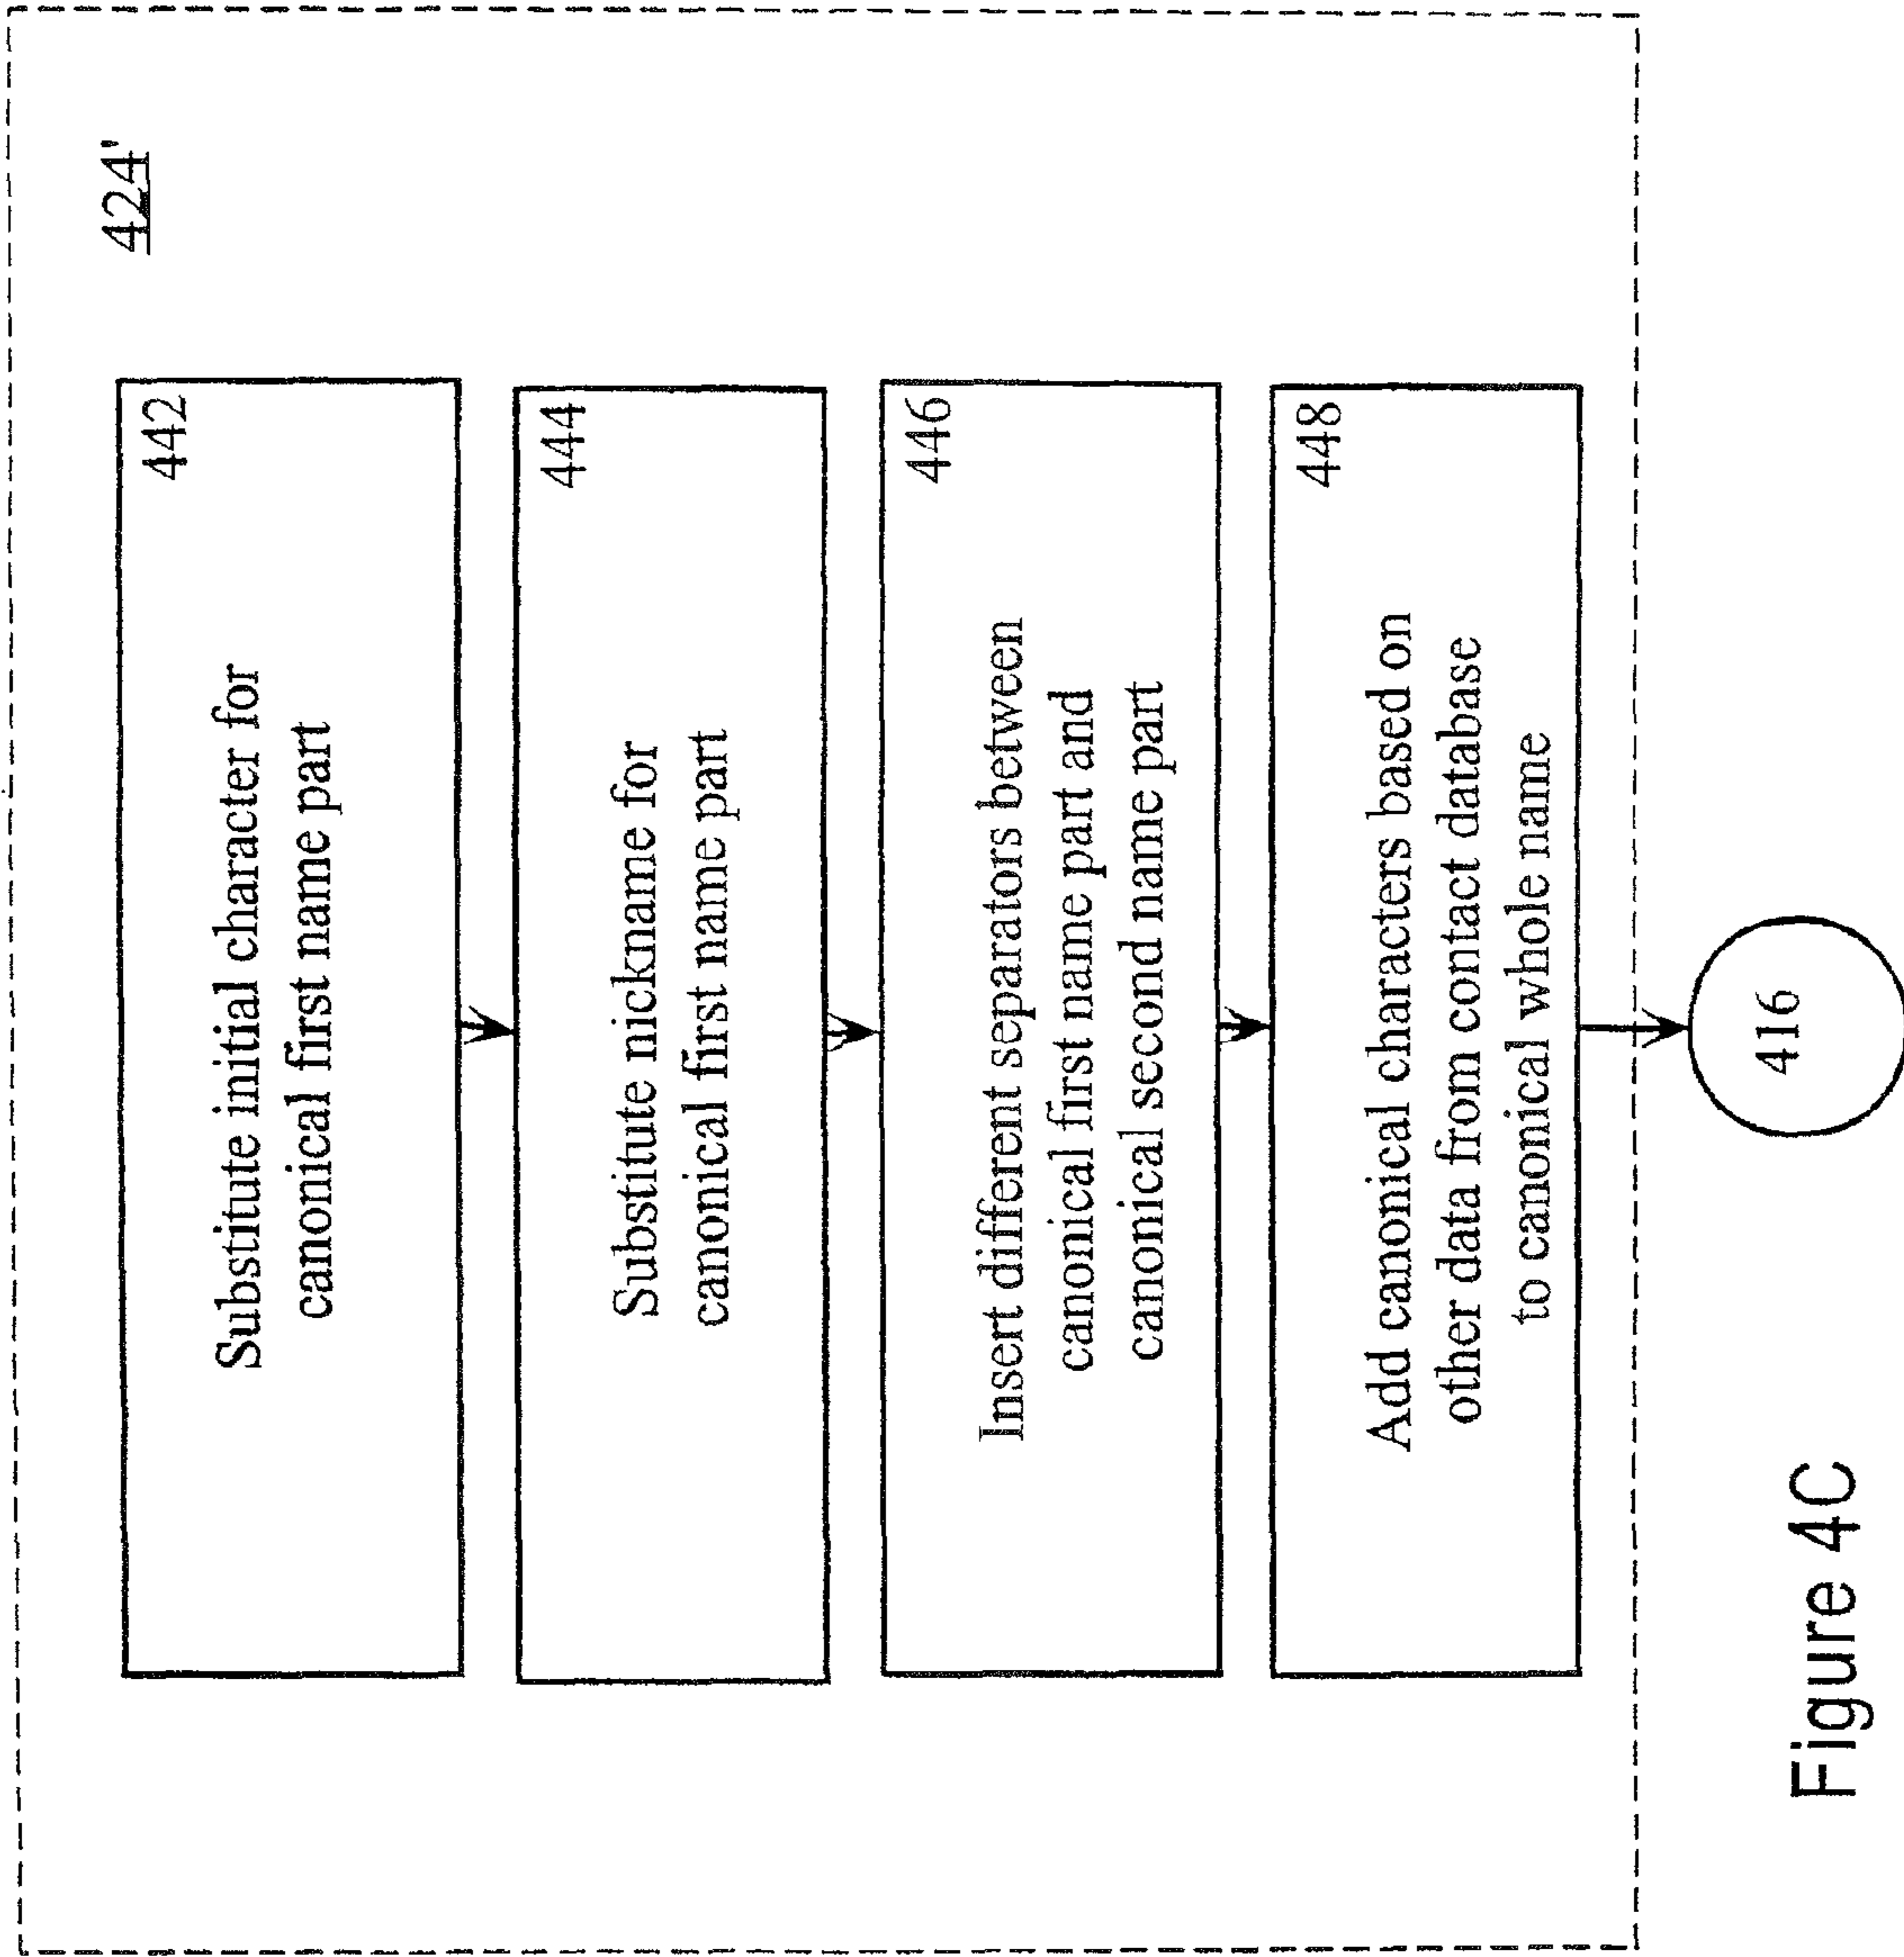 424'
442
Substitute initial character for
canonical first name part
444
Substitute nickname for
canonical first name part
446
Insert different separators between
canonical first name part and
canonical second name part
448
Add canonical characters based on
other data from contact database
to canonical whole name
416
Figure 4C